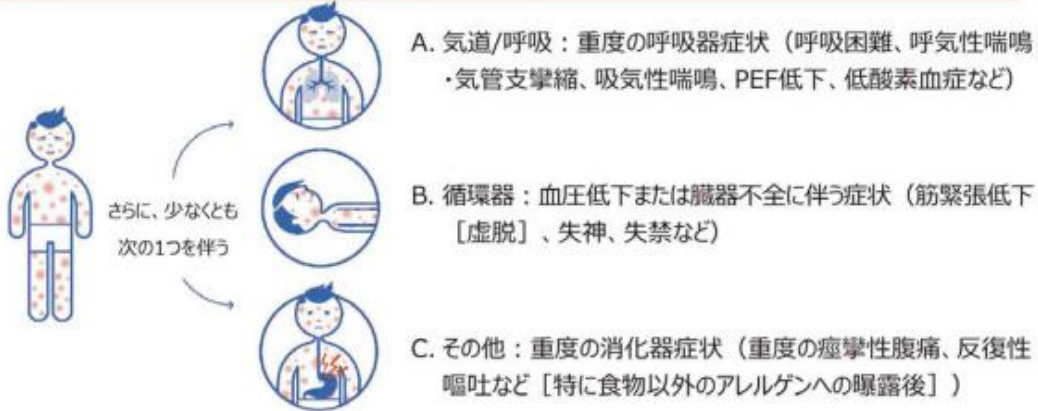 A. 気道/呼吸：重度の呼吸器症状（呼吸困難、呼気性喘鳴
・気管支攣縮、吸気性喘鳴、PEF低下、低酸素血症など）
さらに、少なくとも
次の1つを伴う
B. 循環器：血圧低下または臓器不全に伴う症状（筋緊張低下
［虚脱］、失神、失禁など）
C. その他：重度の消化器症状（重度の痙攣性腹痛、反復性
嘔吐など［特に食物以外のアレルゲンへの曝露後］）